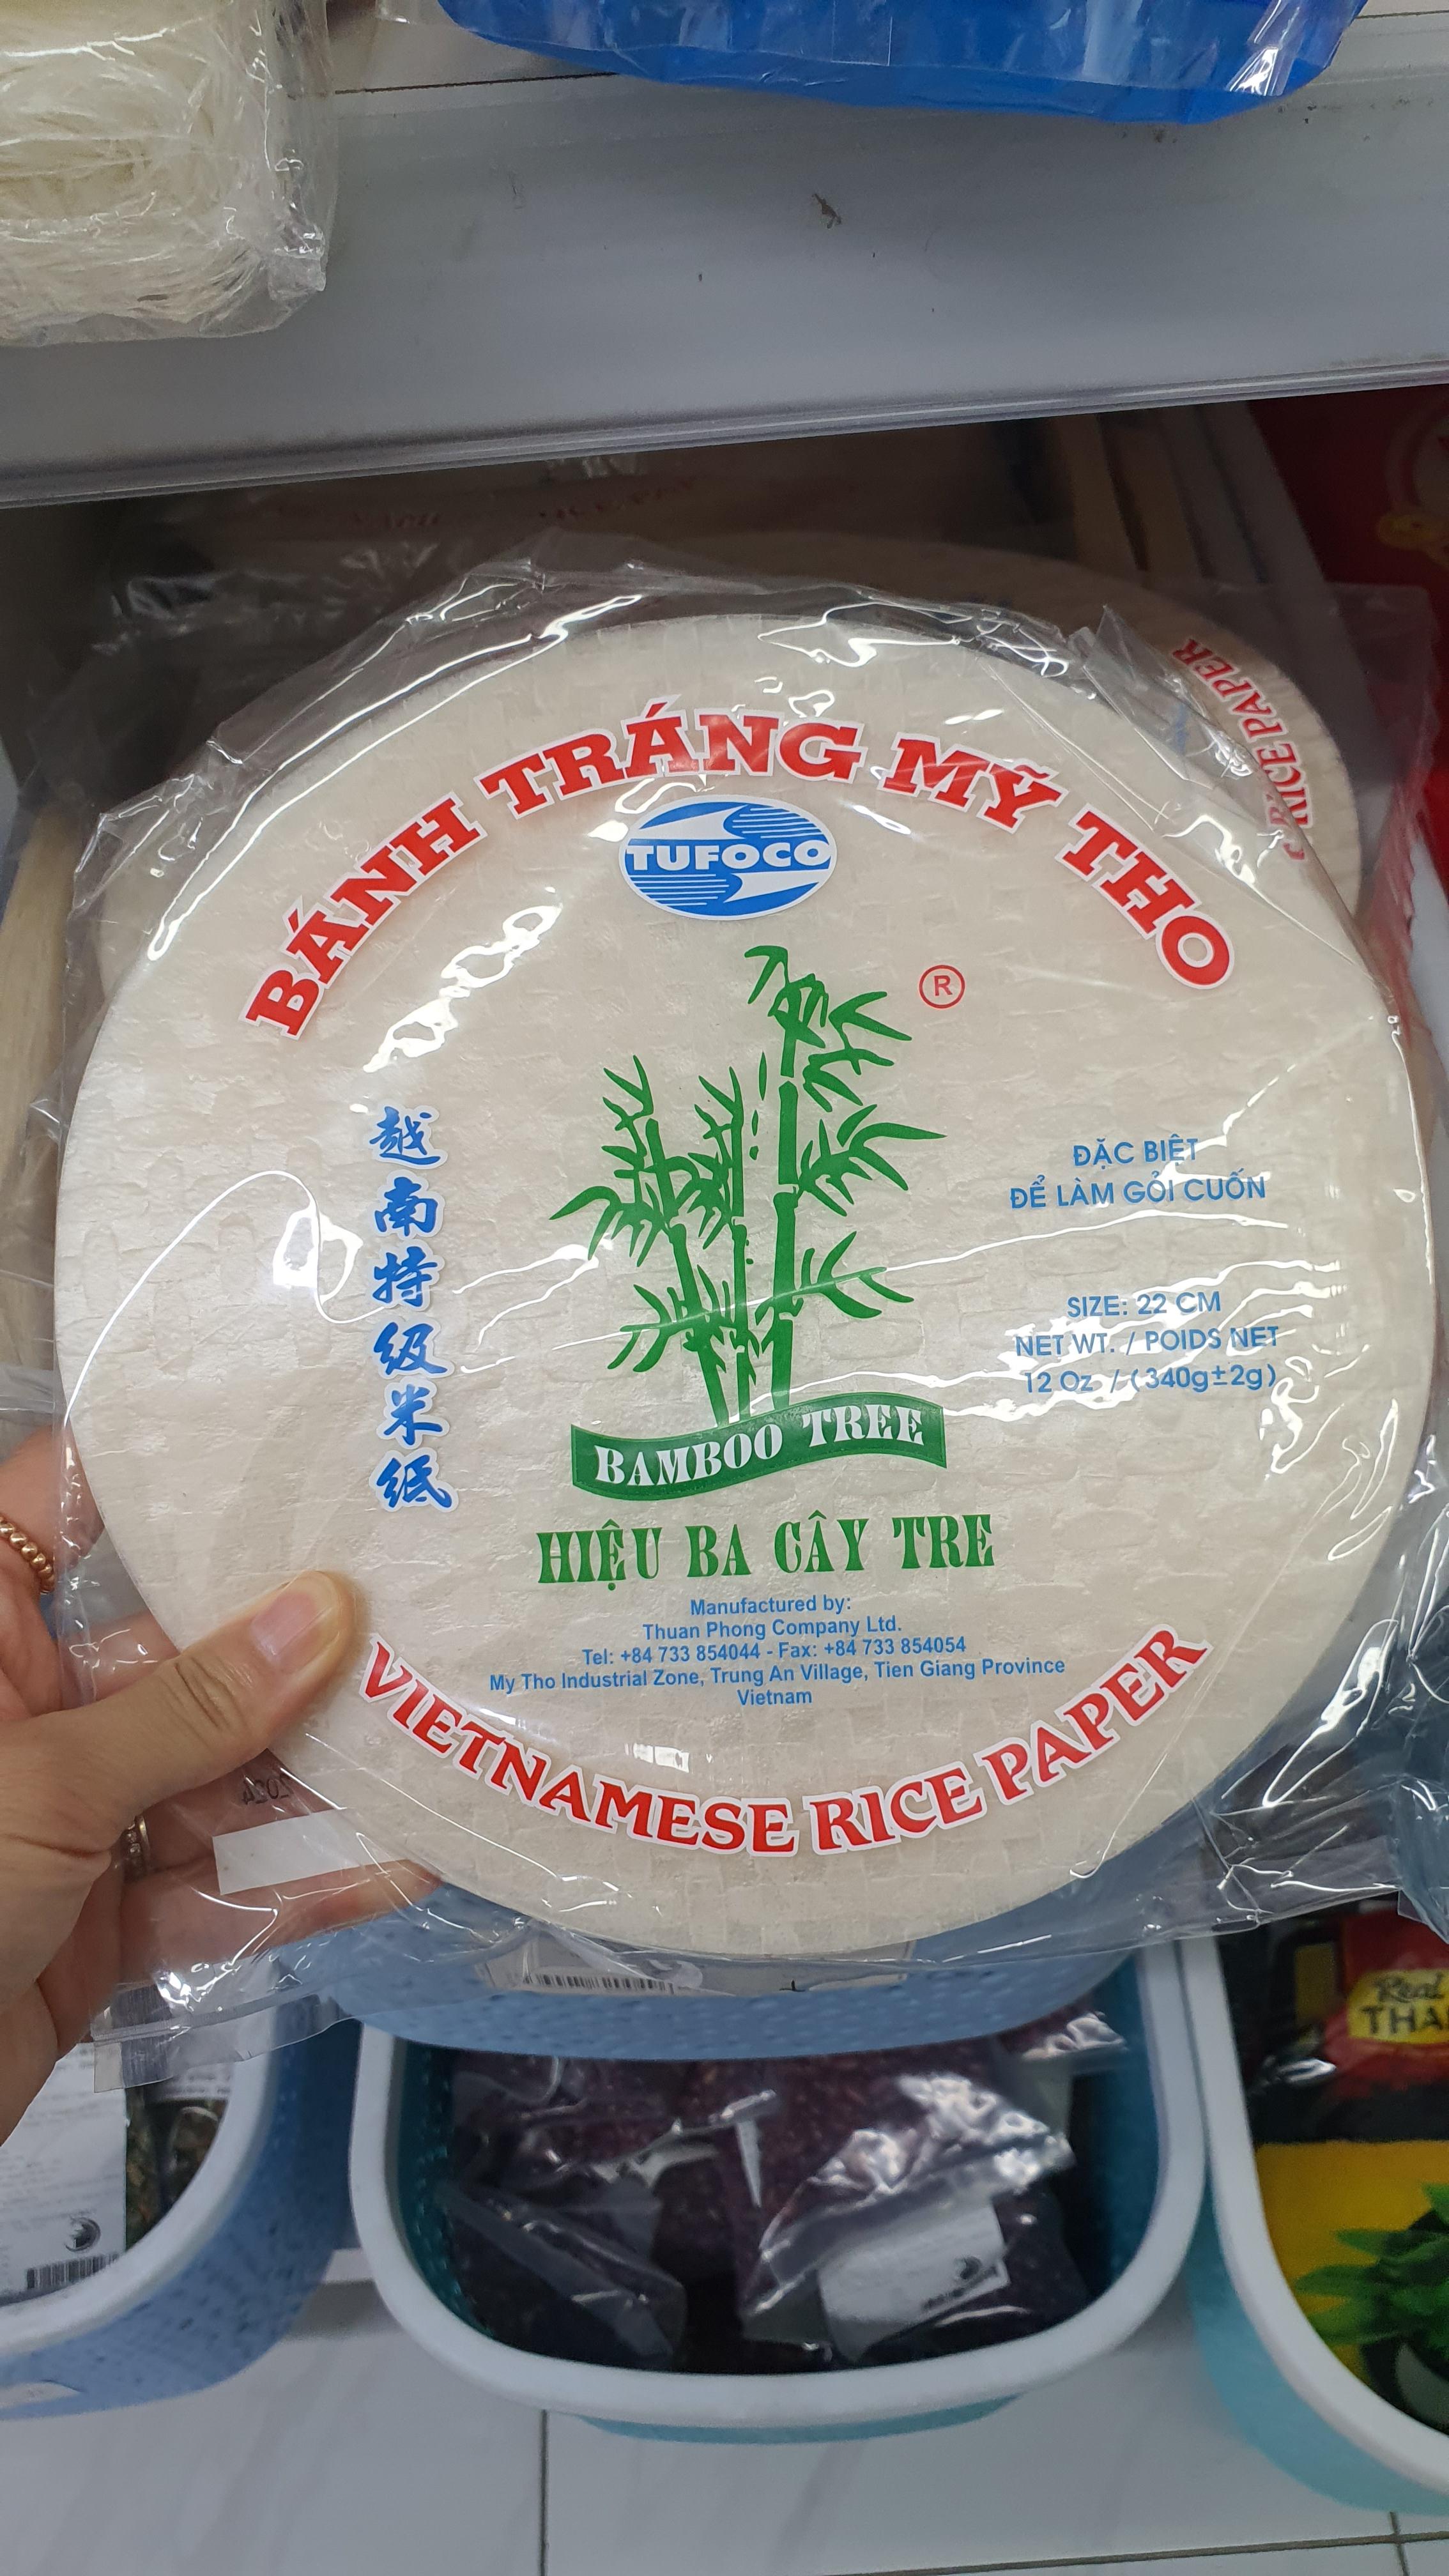 BÁNH TRÁNG MỸ THO
TUFOCO
®
越南特级米纸
ĐẶC BIỆT
ĐỂ LÀM GỎI CUỐN
SIZE: 22 CM
NET WT. / POIDS NET
12 Oz / (340g±2g)
BAMBOO TREE
HIỆU BA CÂY TRE
Manufactured by:
Thuan Phong Company Ltd.
Tel: +84 733 854044 - Fax: +84 733 854054
My Tho Industrial Zone, Trung An Village, Tien Giang Province
Vietnam
VIETNAMESE RICE PAPER
RICE PAPER
2024
Real